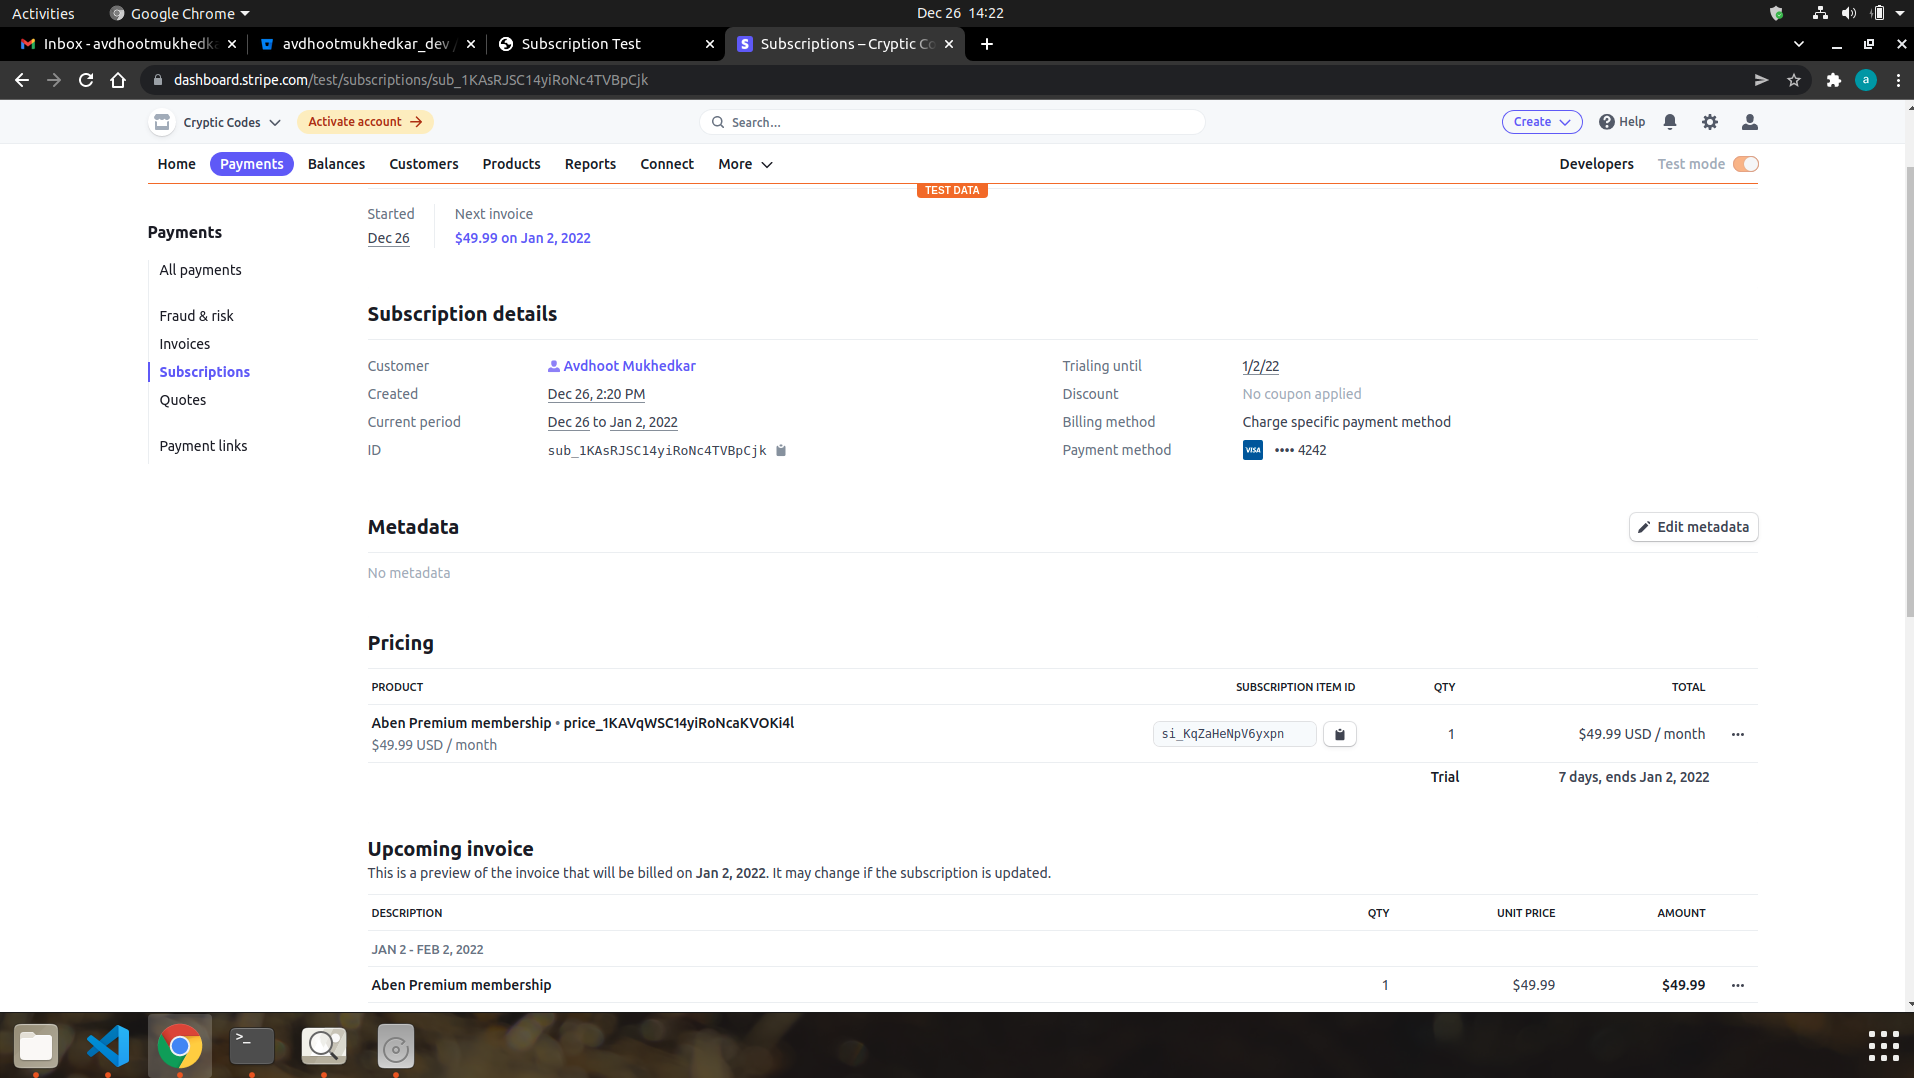 Activities Google Chrome Dec 26 14:22
Inbox - avdhootmukhedka avdhootmukhedkar_dev / Subscription Test Subscriptions – Cryptic Co
dashboard.stripe.com/test/subscriptions/sub_1KAsRJSC14yiRoNc4TVBpCjk a
Cryptic Codes Activate account Search... Create Help
Home Payments Balances Customers Products Reports Connect More Developers Test mode
TEST DATA
Started Next invoice
Dec 26 $49.99 on Jan 2, 2022
Payments
All payments
Fraud & risk
Invoices
Subscriptions
Quotes
Payment links
Subscription details
Customer Avdhoot Mukhedkar Trialing until 1/2/22
Created Dec 26, 2:20 PM Discount No coupon applied
Current period Dec 26 to Jan 2, 2022 Billing method Charge specific payment method
ID sub_1KAsRJSC14yiRoNc4TVBpCjk Payment method VISA •••• 4242
Metadata Edit metadata
No metadata
Pricing
PRODUCT SUBSCRIPTION ITEM ID QTY TOTAL
Aben Premium membership • price_1KAVqWSC14yiRoNcaKVOKi4l
$49.99 USD / month si_KqZaHeNpV6yxpn 1 $49.99 USD / month
Trial 7 days, ends Jan 2, 2022
Upcoming invoice
This is a preview of the invoice that will be billed on Jan 2, 2022. It may change if the subscription is updated.
DESCRIPTION QTY UNIT PRICE AMOUNT
JAN 2 - FEB 2, 2022
Aben Premium membership 1 $49.99 $49.99